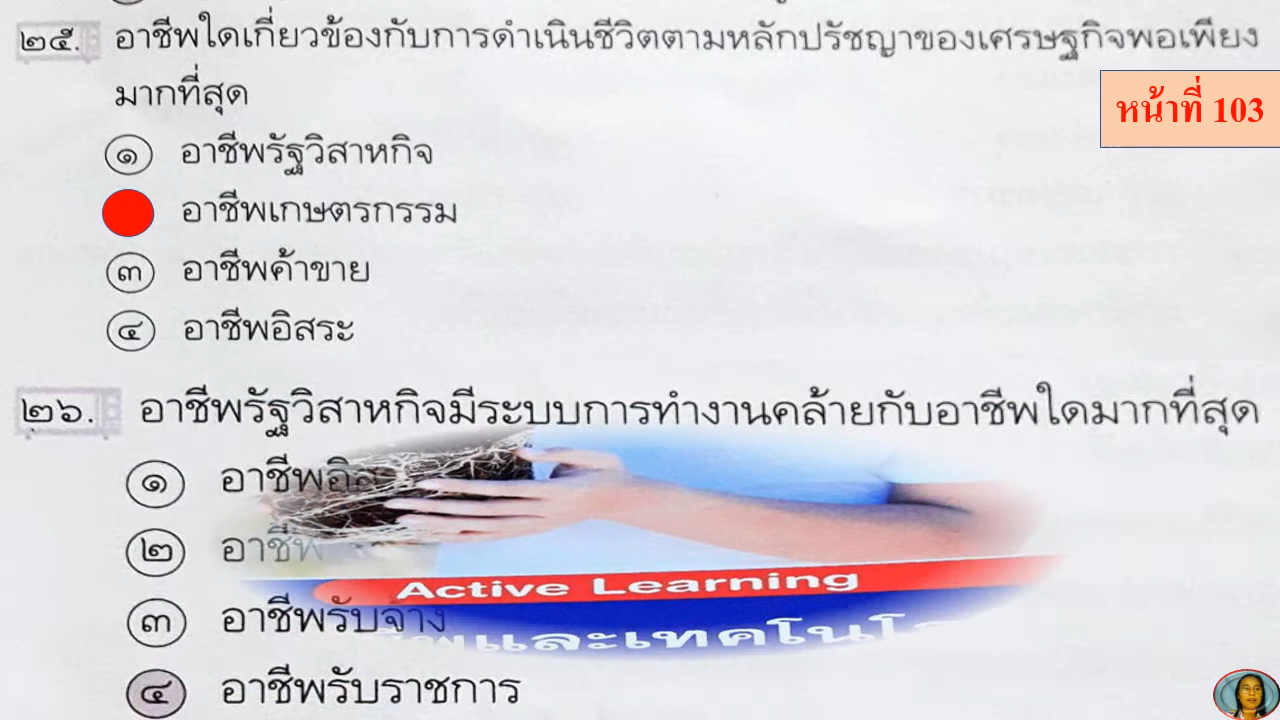 ๒๕. อาชีพใดเกี่ยวข้องกับการดำเนินชีวิตตามหลักปรัชญาของเศรษฐกิจพอเพียง
มากที่สุด
หน้าที่ 103
๑ อาชีพรัฐวิสาหกิจ
อาชีพเกษตรกรรม
๓ อาชีพค้าขาย
๔ อาชีพอิสระ
๒๖. อาชีพรัฐวิสาหกิจมีระบบการทำงานคล้ายกับอาชีพใดมากที่สุด
๑
๒ อาชีพ
Active Learning
๓ อาชีพรับจ้าง
และเทคโนโ
๔ อาชีพรับราชการ